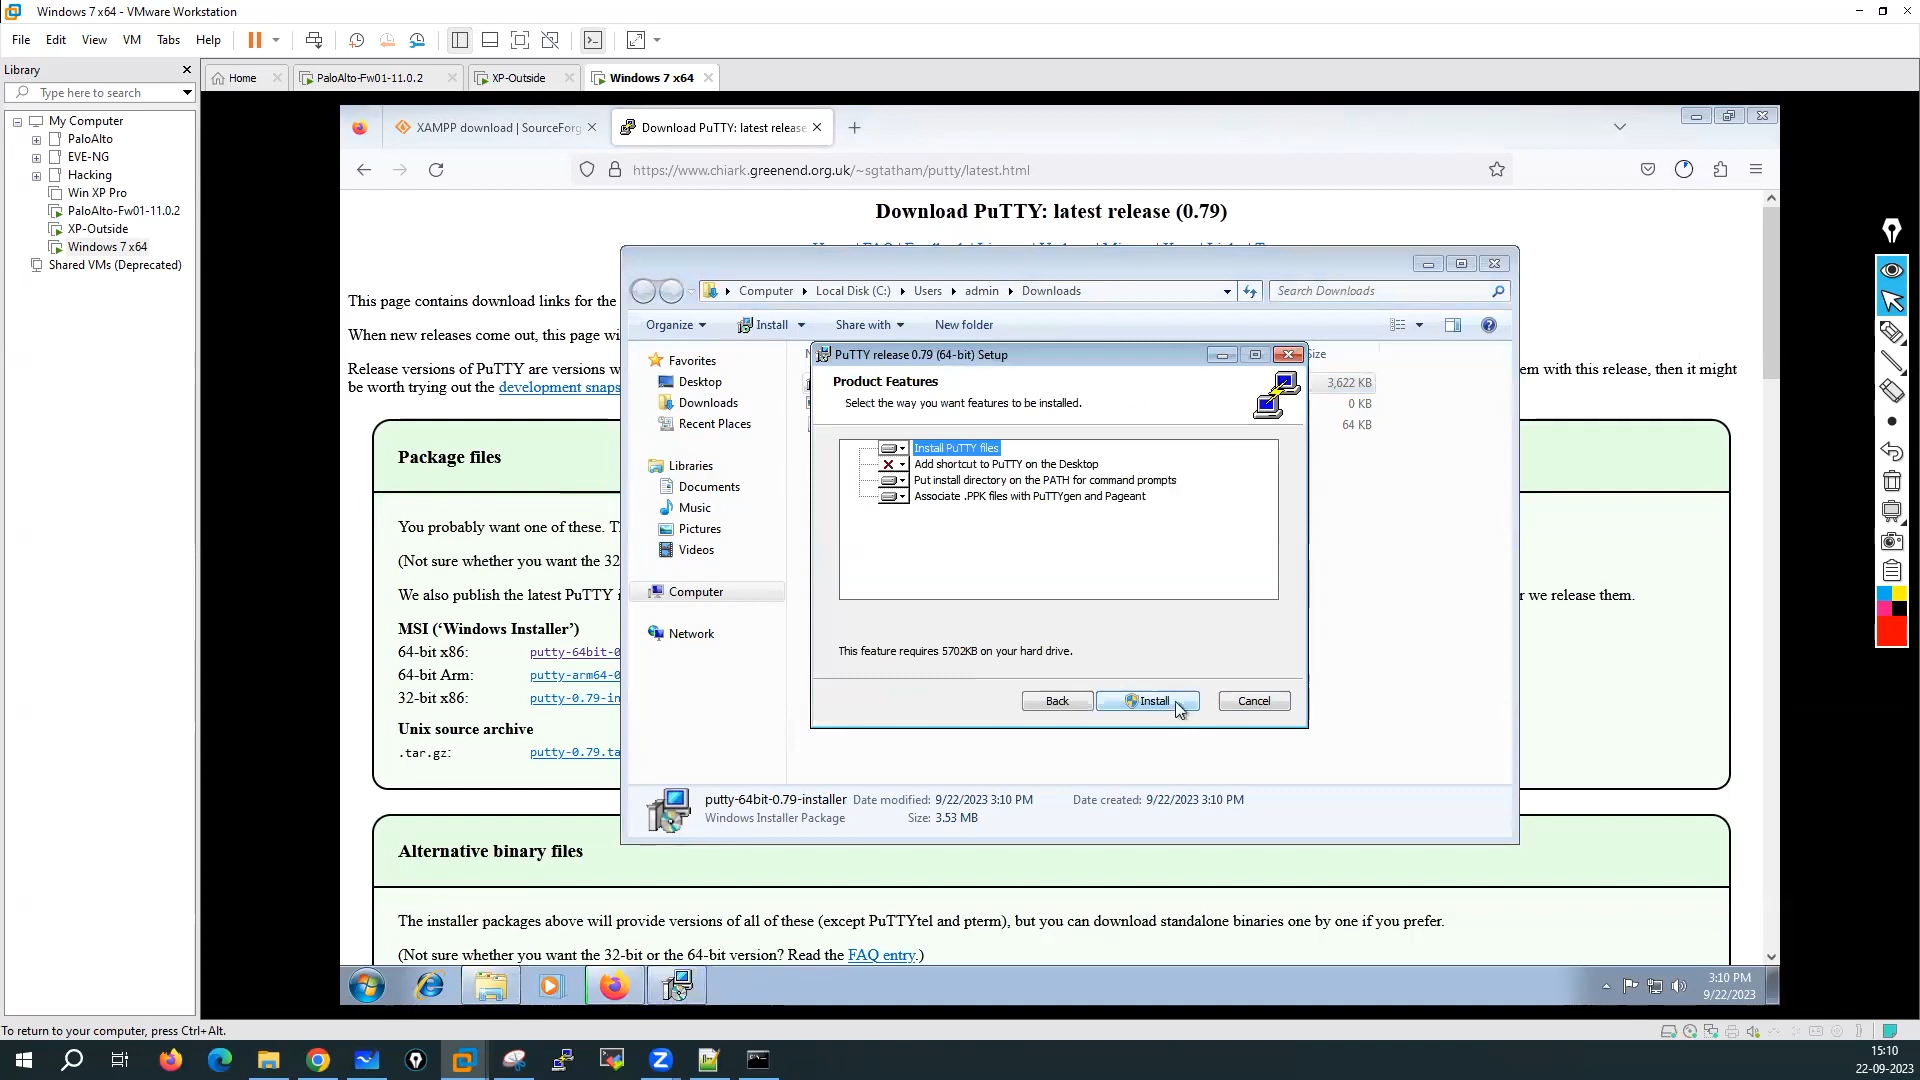 Windows 7 x64 - VMware Workstation
File Edit View VM Tabs Help
Library
Type here to search
My Computer
PaloAlto
EVE-NG
Hacking
Win XP Pro
PaloAlto-Fw01-11.0.2
XP-Outside
Windows 7 x64
Shared VMs (Deprecated)
Home PaloAlto-Fw01-11.0.2 XP-Outside Windows 7 x64
XAMPP download | SourceForg Download PuTTY: latest release
https://www.chiark.greenend.org.uk/~sgtatham/putty/latest.html
Download PuTTY: latest release (0.79)
This page contains download links for the
When new releases come out, this page wi
Release versions of PuTTY are versions w
em with this release, then it might
be worth trying out the development snaps
Package files
You probably want one of these. T
(Not sure whether you want the 32
We also publish the latest PuTTY i
r we release them.
MSI (‘Windows Installer’)
64-bit x86: putty-64bit-0
64-bit Arm: putty-arm64-0
32-bit x86: putty-0.79-in
Unix source archive
.tar.gz: putty-0.79.ta
Computer Local Disk (C:) Users admin Downloads
Search Downloads
Organize Install Share with New folder
Favorites
Desktop
Downloads
Recent Places
Libraries
Documents
Music
Pictures
Videos
Computer
Network
Size
3,622 KB
0 KB
64 KB
PuTTY release 0.79 (64-bit) Setup
Product Features
Select the way you want features to be installed.
Install PuTTY files
Add shortcut to PuTTY on the Desktop
Put install directory on the PATH for command prompts
Associate .PPK files with PuTTYgen and Pageant
This feature requires 5702KB on your hard drive.
Back Install Cancel
putty-64bit-0.79-installer Date modified: 9/22/2023 3:10 PM Date created: 9/22/2023 3:10 PM
Windows Installer Package Size: 3.53 MB
Alternative binary files
The installer packages above will provide versions of all of these (except PuTTYtel and pterm), but you can download standalone binaries one by one if you prefer.
(Not sure whether you want the 32-bit or the 64-bit version? Read the FAQ entry.)
3:10 PM
9/22/2023
To return to your computer, press Ctrl+Alt.
15:10
22-09-2023